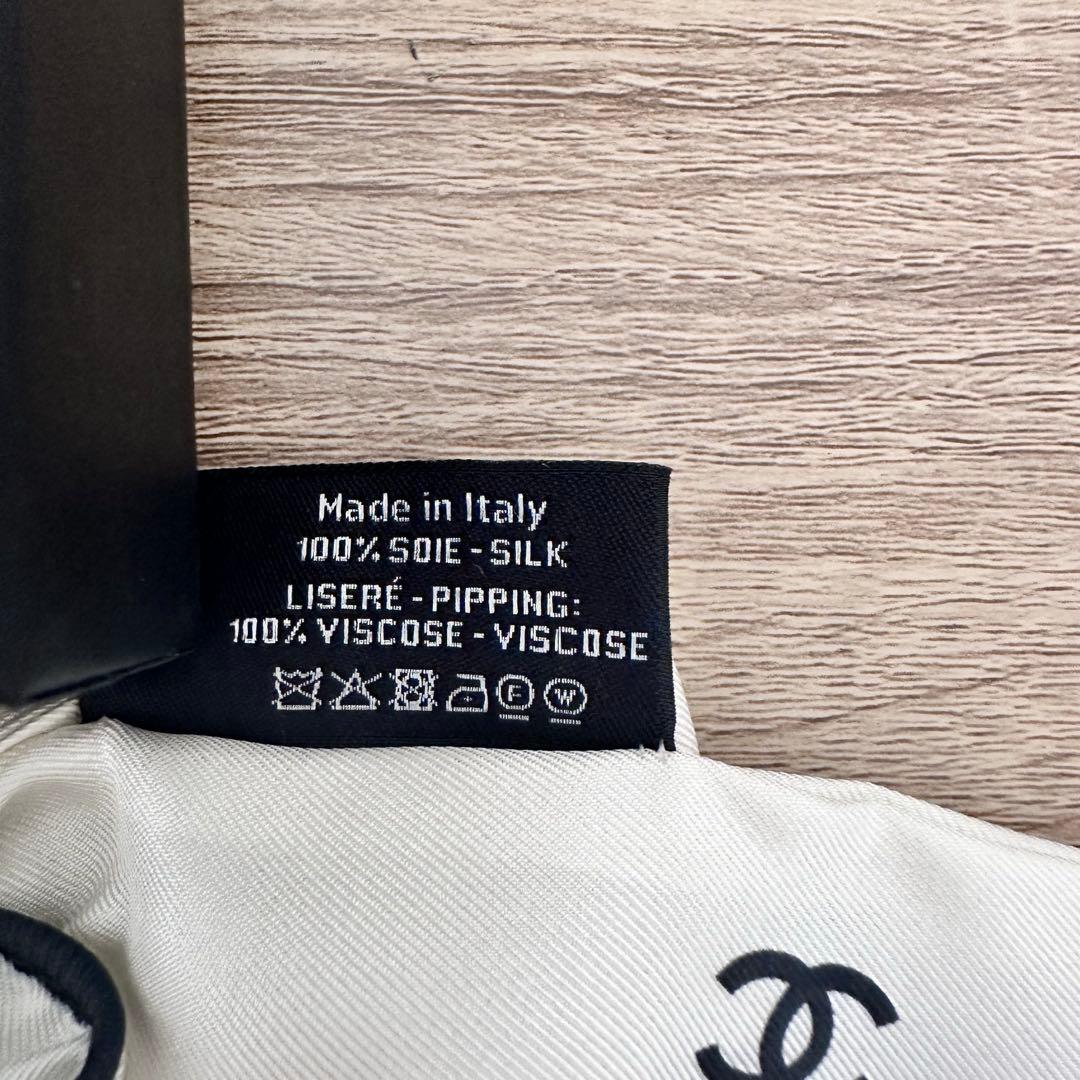 Made in Italy
100% SOIE - SILK
LISERÉ - PIPPING:
100% VISCOSE - VISCOSE
F W